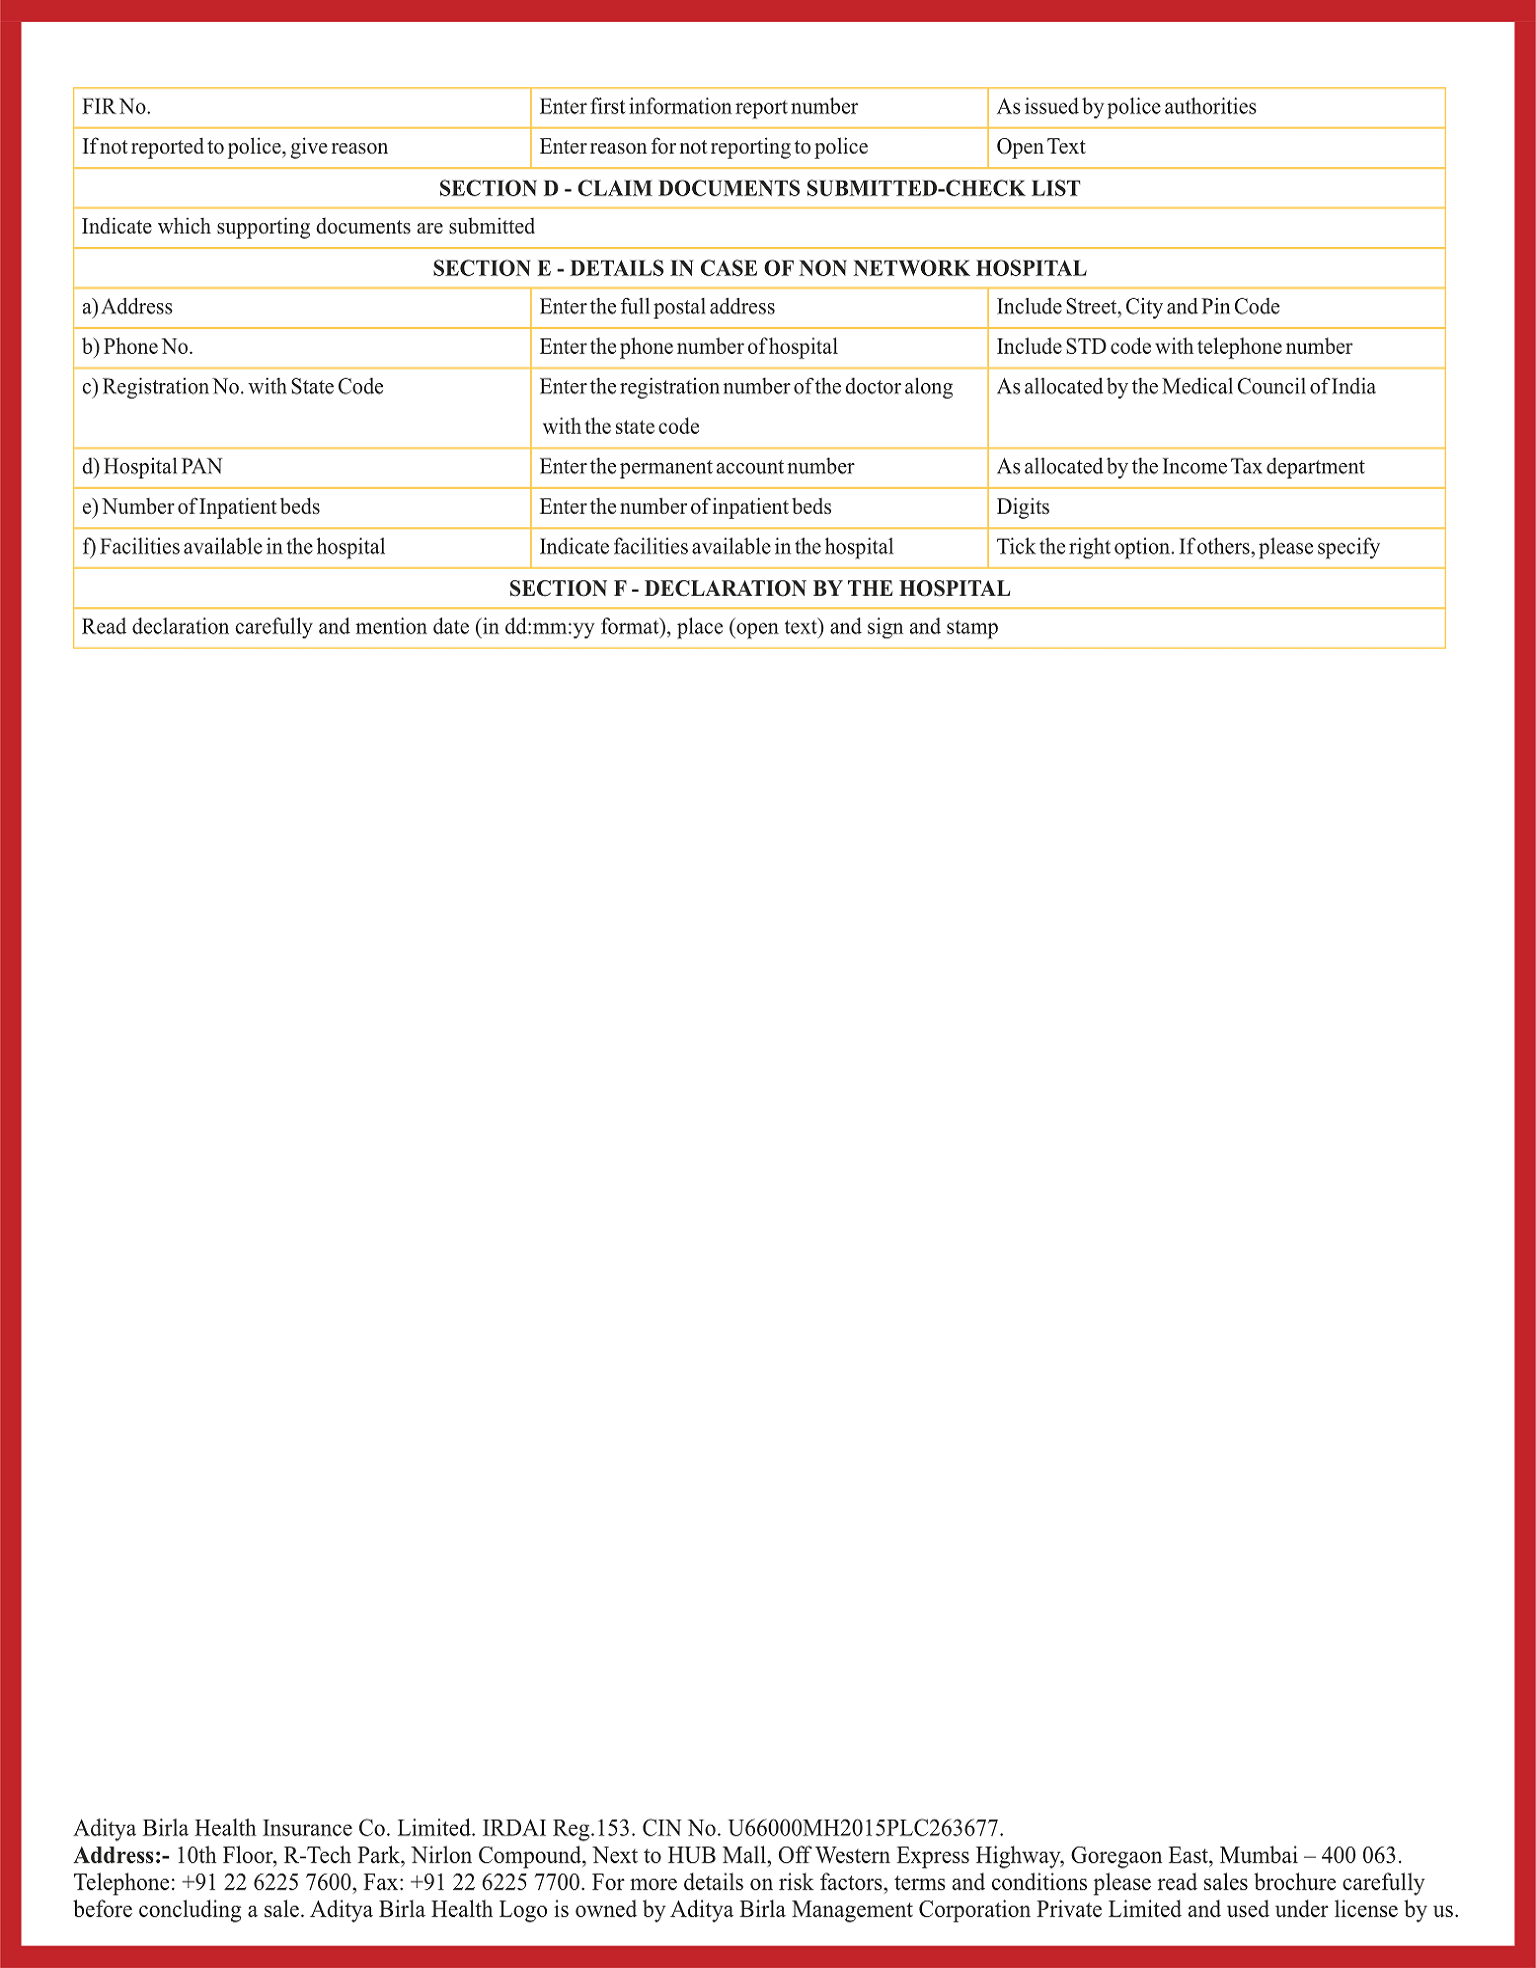 FIR No. Enter first information report number As issued by police authorities
If not reported to police, give reason Enter reason for not reporting to police Open Text
SECTION D - CLAIM DOCUMENTS SUBMITTED-CHECK LIST
Indicate which supporting documents are submitted
SECTION E - DETAILS IN CASE OF NON NETWORK HOSPITAL
a) Address Enter the full postal address Include Street, City and Pin Code
b) Phone No. Enter the phone number of hospital Include STD code with telephone number
c) Registration No. with State Code Enter the registration number of the doctor along As allocated by the Medical Council of India
with the state code
d) Hospital PAN Enter the permanent account number As allocated by the Income Tax department
e) Number of Inpatient beds Enter the number of inpatient beds Digits
f) Facilities available in the hospital Indicate facilities available in the hospital Tick the right option. If others, please specify
SECTION F - DECLARATION BY THE HOSPITAL
Read declaration carefully and mention date (in dd:mm:yy format), place (open text) and sign and stamp
Aditya Birla Health Insurance Co. Limited. IRDAI Reg.153. CIN No. U66000MH2015PLC263677.
Address:- 10th Floor, R-Tech Park, Nirlon Compound, Next to HUB Mall, Off Western Express Highway, Goregaon East, Mumbai – 400 063.
Telephone: +91 22 6225 7600, Fax: +91 22 6225 7700. For more details on risk factors, terms and conditions please read sales brochure carefully
before concluding a sale. Aditya Birla Health Logo is owned by Aditya Birla Management Corporation Private Limited and used under license by us.